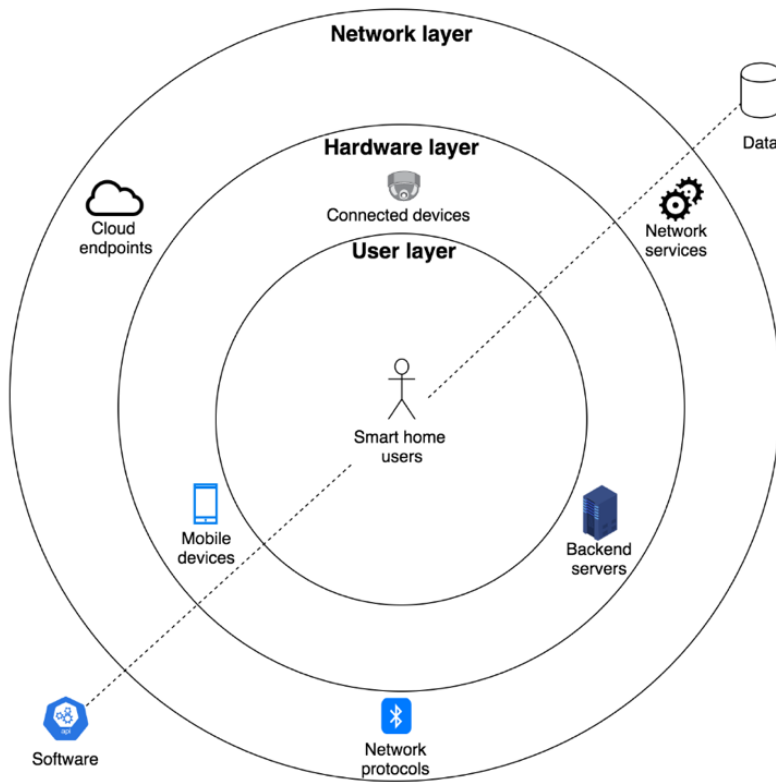 Network layer
Data
Hardware layer
Connected devices
Cloud
endpoints
Network
services
User layer
Smart home
users
Mobile
devices
Backend
servers
api
Software
Network
protocols